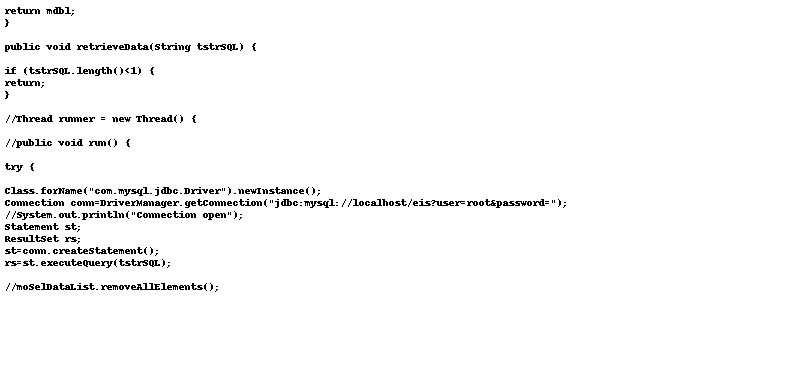 return mdbl;
}
public void retrieveData(String tstrSQL) {
if (tstrSQL.length()<1) {
return;
}
//Thread runner = new Thread() {
//public void run() {
try {
Class.forName("com.mysql.jdbc.Driver").newInstance();
Connection conn=DriverManager.getConnection("jdbc:mysql://localhost/eis?user=root&password=");
//System.out.println("Connection open");
Statement st;
ResultSet rs;
st=conn.createStatement();
rs=st.executeQuery(tstrSQL);
//moSelDataList.removeAllElements();